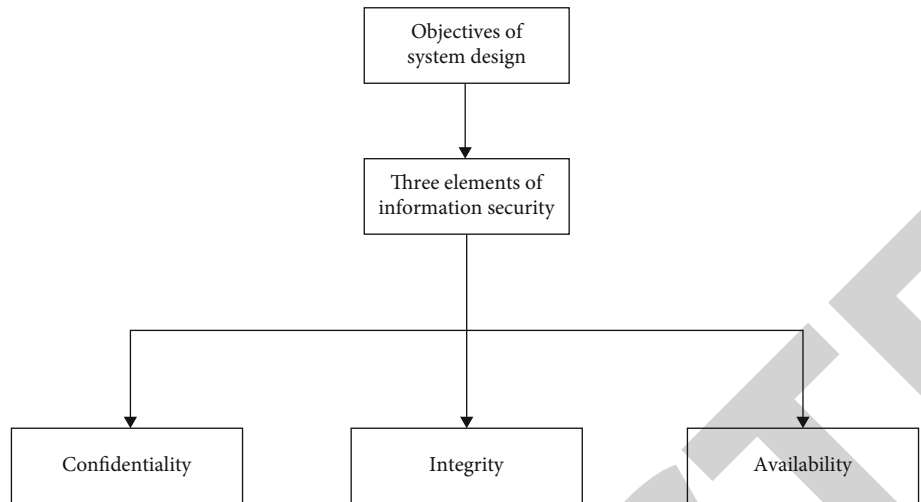 Objectives of
system design
Three elements of
information security
Confidentiality
Integrity
Availability